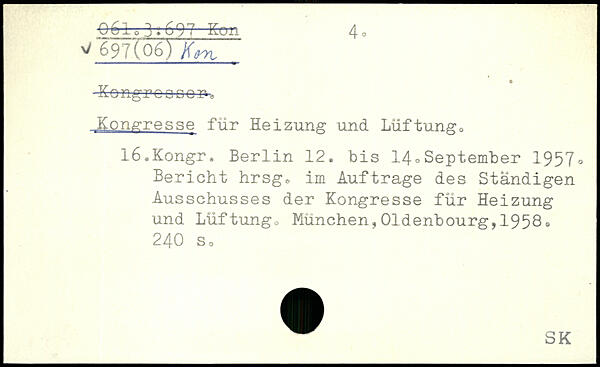 061.3:697 Kon
4.
✓ 697(06) Kon
Kongresser.
Kongresse für Heizung und Lüftung.
16.Kongr. Berlin 12. bis 14.September 1957.
Bericht hrsg. im Auftrage des Ständigen
Ausschusses der Kongresse für Heizung
und Lüftung. München,Oldenbourg,1958.
240 s.
SK